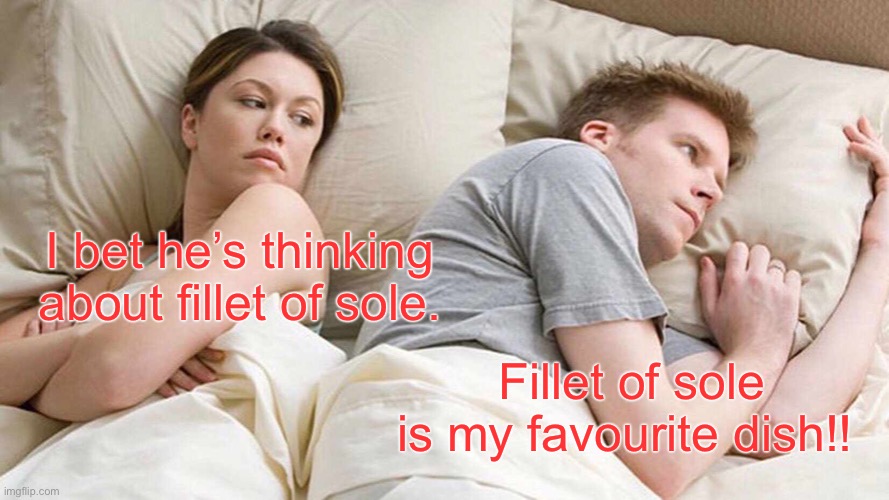 I bet he’s thinking
about fillet of sole.
Fillet of sole
is my favourite dish!!
imgflip.com